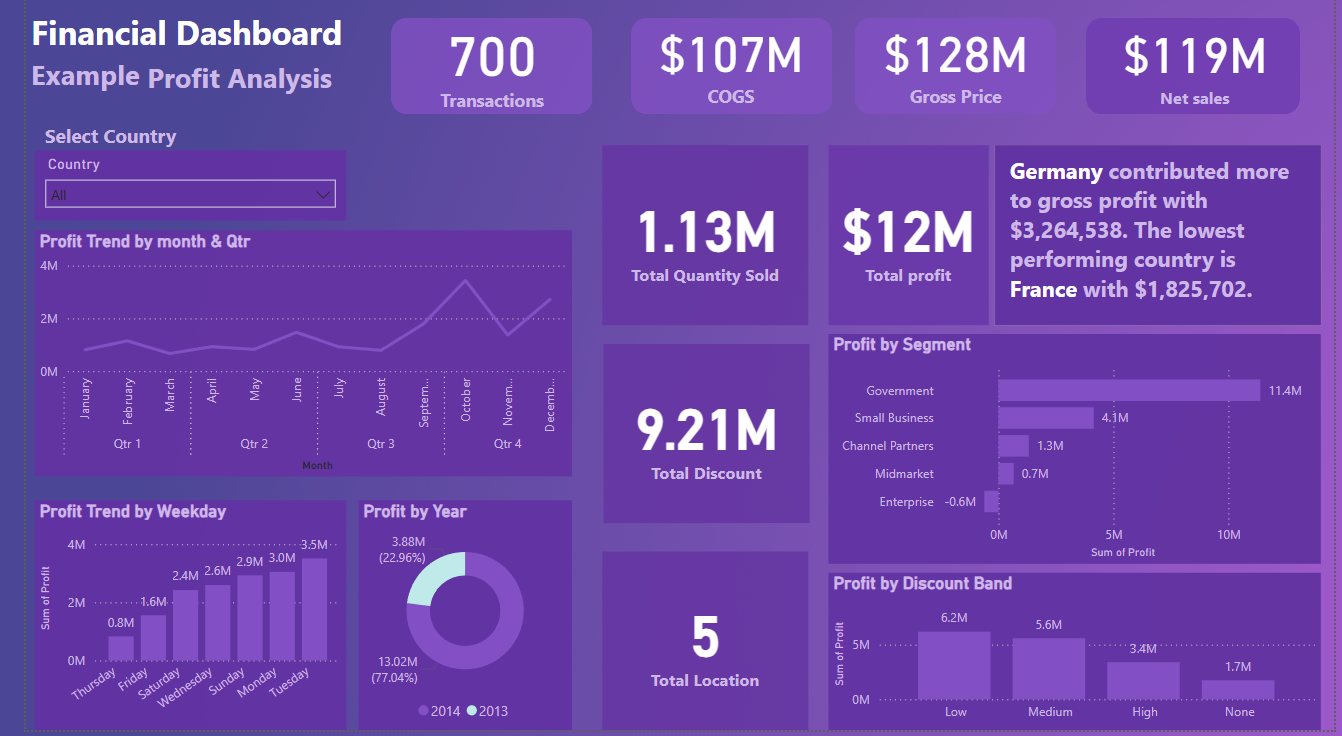 Financial Dashboard
Example Profit Analysis
700
Transactions
$107M
COGS
$128M
Gross Price
$119M
Net sales
Select Country
Country
All
Profit Trend by month & Qtr
4M
2M
0M
January
February
March
April
May
June
July
August
Septem...
October
Novem...
Decemb...
Qtr 1
Qtr 2
Qtr 3
Qtr 4
Month
1.13M
Total Quantity Sold
$12M
Total profit
Germany contributed more
to gross profit with
$3,264,538. The lowest
performing country is
France with $1,825,702.
9.21M
Total Discount
Profit by Segment
Government 11.4M
Small Business 4.1M
Channel Partners 1.3M
Midmarket 0.7M
Enterprise -0.6M
0M 5M 10M
Sum of Profit
Profit Trend by Weekday
Sum of Profit
4M
2M
0M
0.8M
1.6M
2.4M
2.6M
2.9M
3.0M
3.5M
Thursday
Friday
Saturday
Wednesday
Sunday
Monday
Tuesday
Profit by Year
3.88M
(22.96%)
13.02M
(77.04%)
2014 2013
5
Total Location
Profit by Discount Band
Sum of Profit
5M
0M
6.2M
5.6M
3.4M
1.7M
Low
Medium
High
None